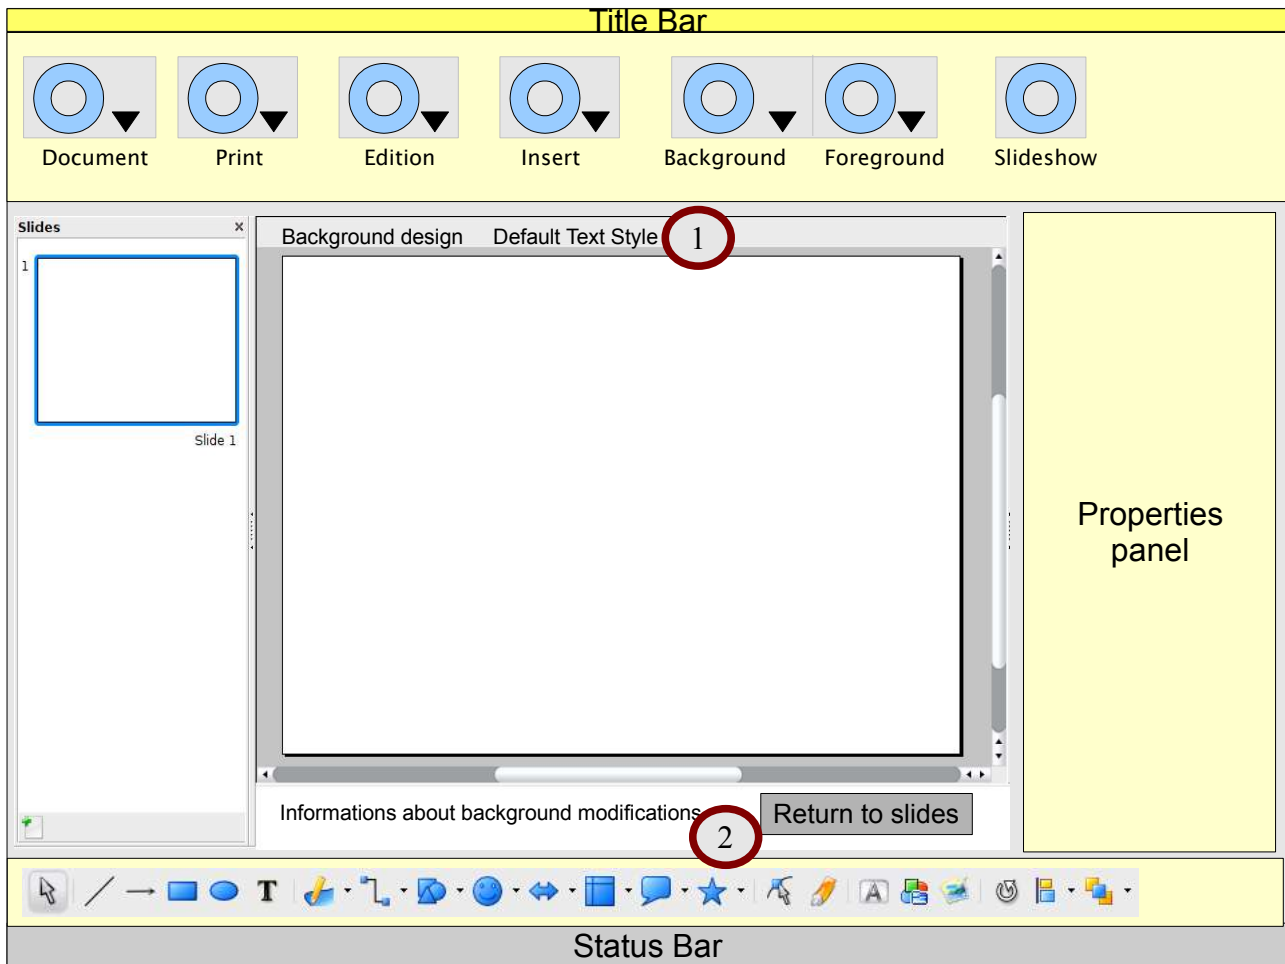 Title Bar
Document Print Edition Insert Background Foreground Slideshow
Slides x
1
Slide 1
Background design Default Text Style 1
Properties
panel
Informations about background modifications 2 Return to slides
T A
Status Bar